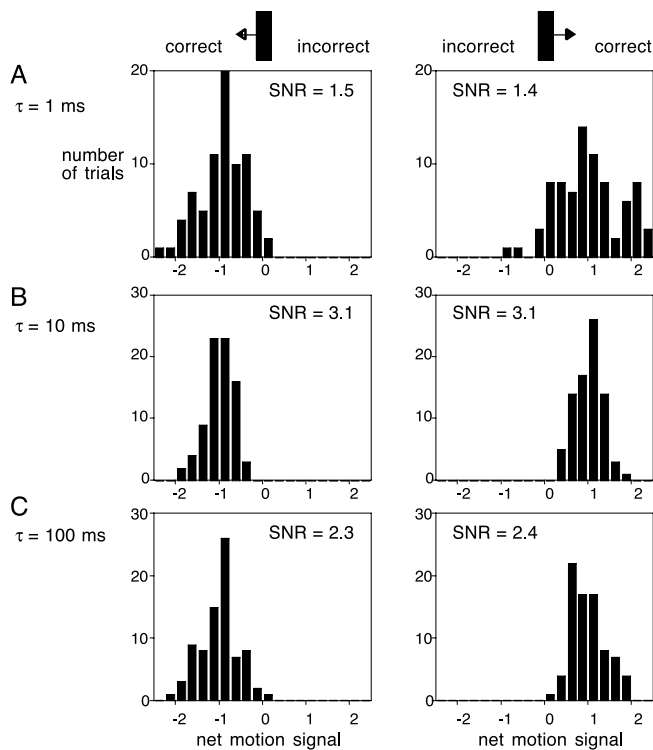 correct incorrect incorrect correct
A
τ = 1 ms
number
of trials
20
10
0
SNR = 1.5
-2 -1 0 1 2
SNR = 1.4
20
10
0
-2 -1 0 1 2
B
τ = 10 ms
30
20
10
0
SNR = 3.1
-2 -1 0 1 2
30
20
10
0
SNR = 3.1
-2 -1 0 1 2
C
τ = 100 ms
30
20
10
0
SNR = 2.3
-2 -1 0 1 2
net motion signal
30
20
10
0
SNR = 2.4
-2 -1 0 1 2
net motion signal